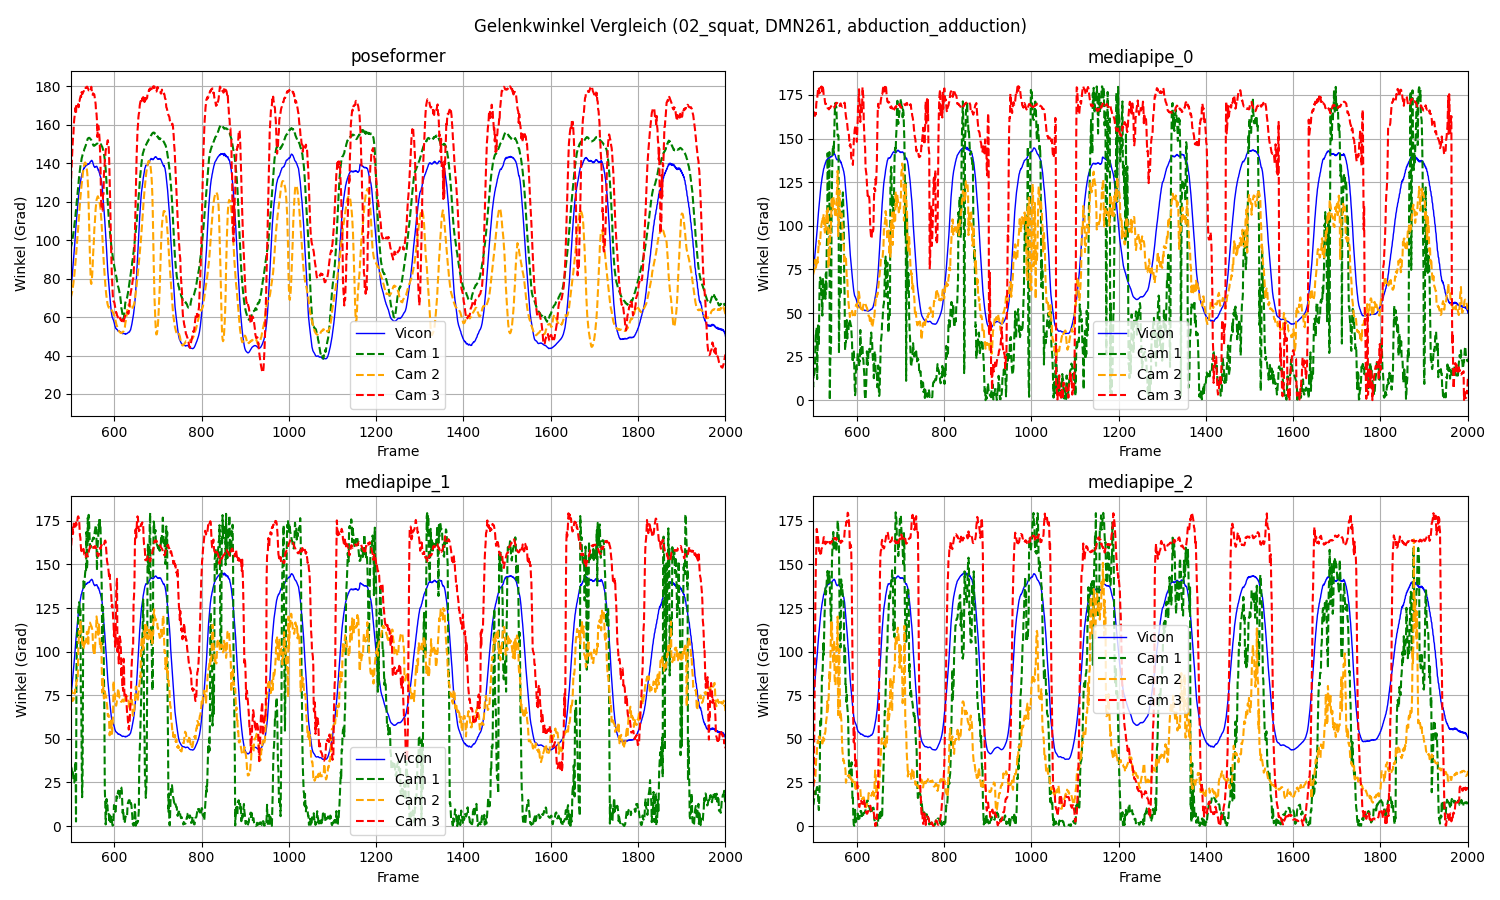 Gelenkwinkel Vergleich (02_squat, DMN261, abduction_adduction)
poseformer
Winkel (Grad)
180
160
140
120
100
80
60
40
20
Vicon
Cam 1
Cam 2
Cam 3
600 800 1000 1200 1400 1600 1800 2000
Frame
mediapipe_0
Winkel (Grad)
175
150
125
100
75
50
25
0
Vicon
Cam 1
Cam 2
Cam 3
600 800 1000 1200 1400 1600 1800 2000
Frame
mediapipe_1
Winkel (Grad)
175
150
125
100
75
50
25
0
Vicon
Cam 1
Cam 2
Cam 3
600 800 1000 1200 1400 1600 1800 2000
Frame
mediapipe_2
Winkel (Grad)
175
150
125
100
75
50
25
0
Vicon
Cam 1
Cam 2
Cam 3
600 800 1000 1200 1400 1600 1800 2000
Frame